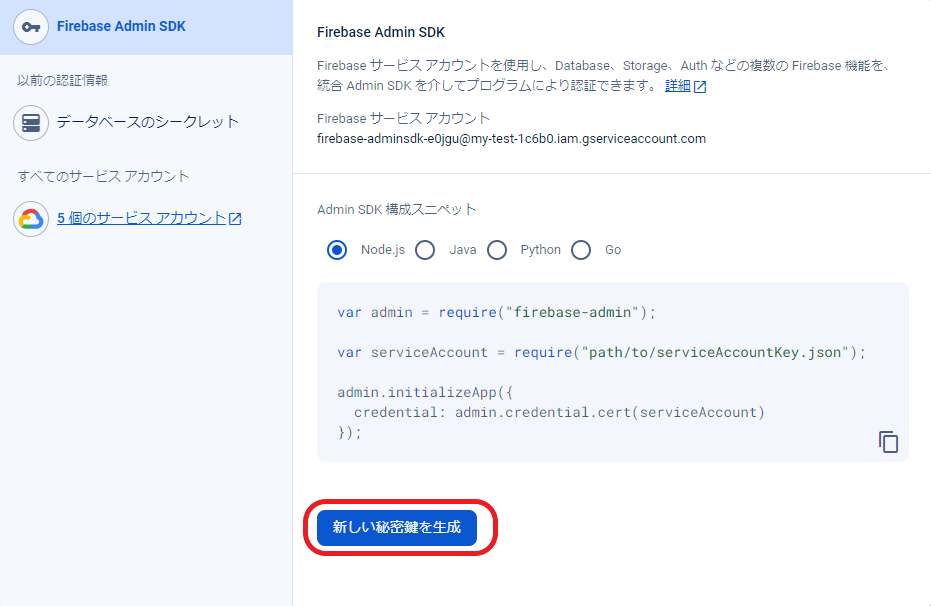 Firebase Admin SDK
以前の認証情報
データベースのシークレット
すべてのサービス アカウント
5 個のサービス アカウント
Firebase Admin SDK
Firebase サービス アカウントを使用し、Database、Storage、Auth などの複数の Firebase 機能を、
統合 Admin SDK を介してプログラムにより認証できます。 詳細
Firebase サービス アカウント
firebase-adminsdk-e0jgu@my-test-1c6b0.iam.gserviceaccount.com
Admin SDK 構成スニペット
Node.js Java Python Go
var admin = require("firebase-admin");
var serviceAccount = require("path/to/serviceAccountKey.json");
admin.initializeApp({
  credential: admin.credential.cert(serviceAccount)
});
新しい秘密鍵を生成